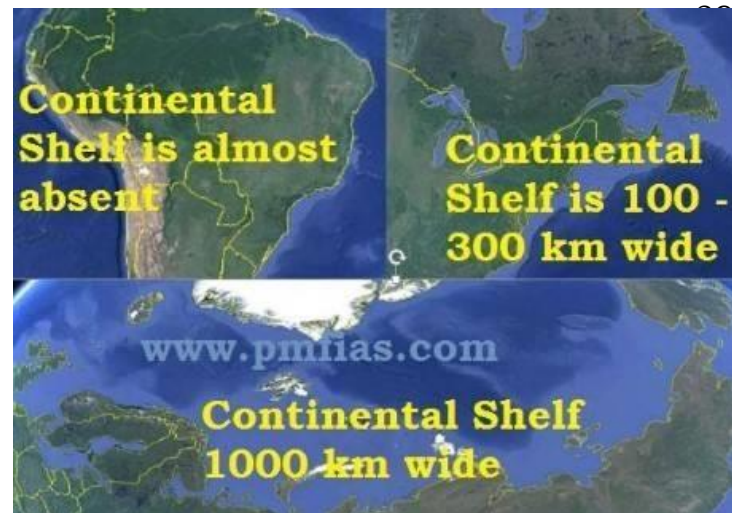 Continental
Shelf is almost
absent
Continental
Shelf is 100 -
300 km wide
www.pmfias.com
Continental Shelf
1000 km wide